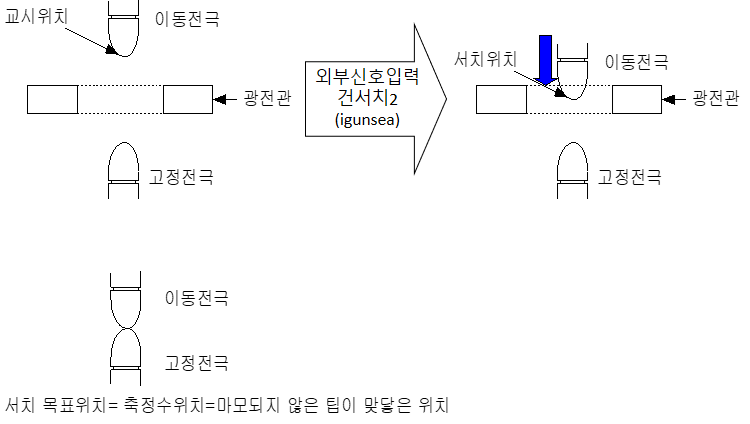 교시위치
이동전극
광전관
고정전극
외부신호입력
건서치2
(igunsea)
서치위치
이동전극
광전관
고정전극
이동전극
고정전극
서치 목표위치= 축정수위치=마모되지 않은 팁이 맞닿은 위치